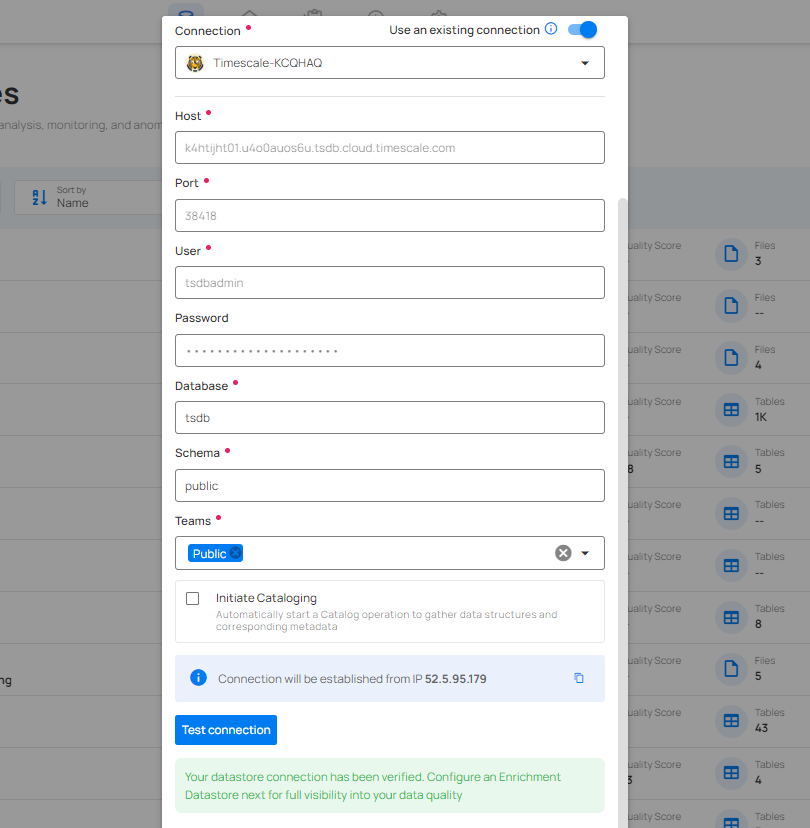 Connection
Use an existing connection
Timescale-KCQHAQ
Host
k4htijht01.u4o0auos6u.tsdb.cloud.timescale.com
Port
38418
User
tsdbadmin
Password
Database
tsdb
Schema
public
Teams
Public
Initiate Cataloging
Automatically start a Catalog operation to gather data structures and
corresponding metadata
Connection will be established from IP 52.5.95.179
Test connection
Your datastore connection has been verified. Configure an Enrichment
Datastore next for full visibility into your data quality
es
analysis, monitoring, and anom
Sort by
Name
uality Score
Files
3
uality Score
Files
--
uality Score
Files
4
uality Score
Tables
1K
uality Score
8
Tables
5
uality Score
Tables
--
uality Score
Tables
--
uality Score
Tables
8
ng
uality Score
Files
5
uality Score
Tables
43
uality Score
3
Tables
4
uality Score
Tables